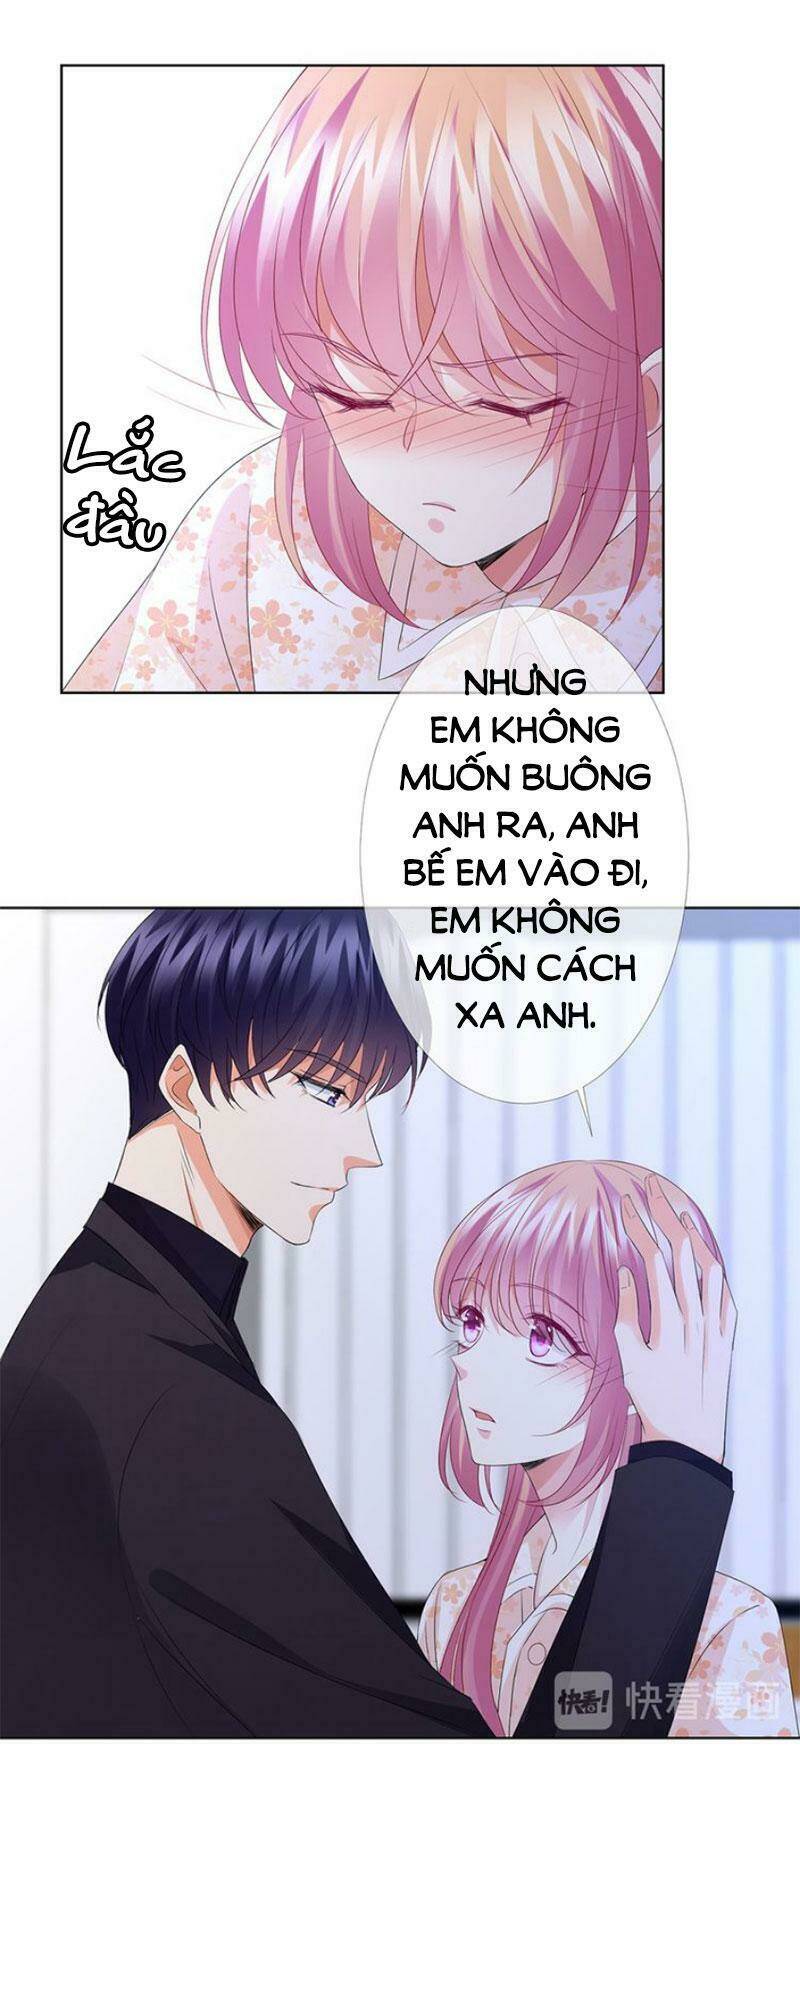 Lắc
đầu
NHƯNG
EM KHÔNG
MUỐN BUÔNG
ANH RA, ANH
BẾ EM VÀO ĐI,
EM KHÔNG
MUỐN CÁCH
XA ANH.
快看! 快看漫画